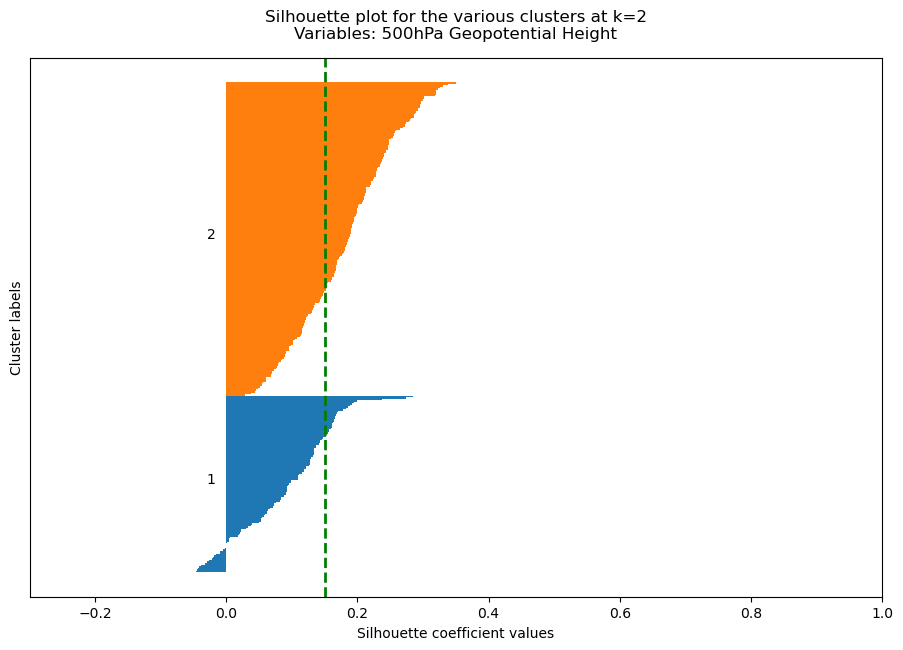 Silhouette plot for the various clusters at k=2
Variables: 500hPa Geopotential Height
2
1
Cluster labels
−0.2
0.0
0.2
0.4
0.6
0.8
1.0
Silhouette coefficient values